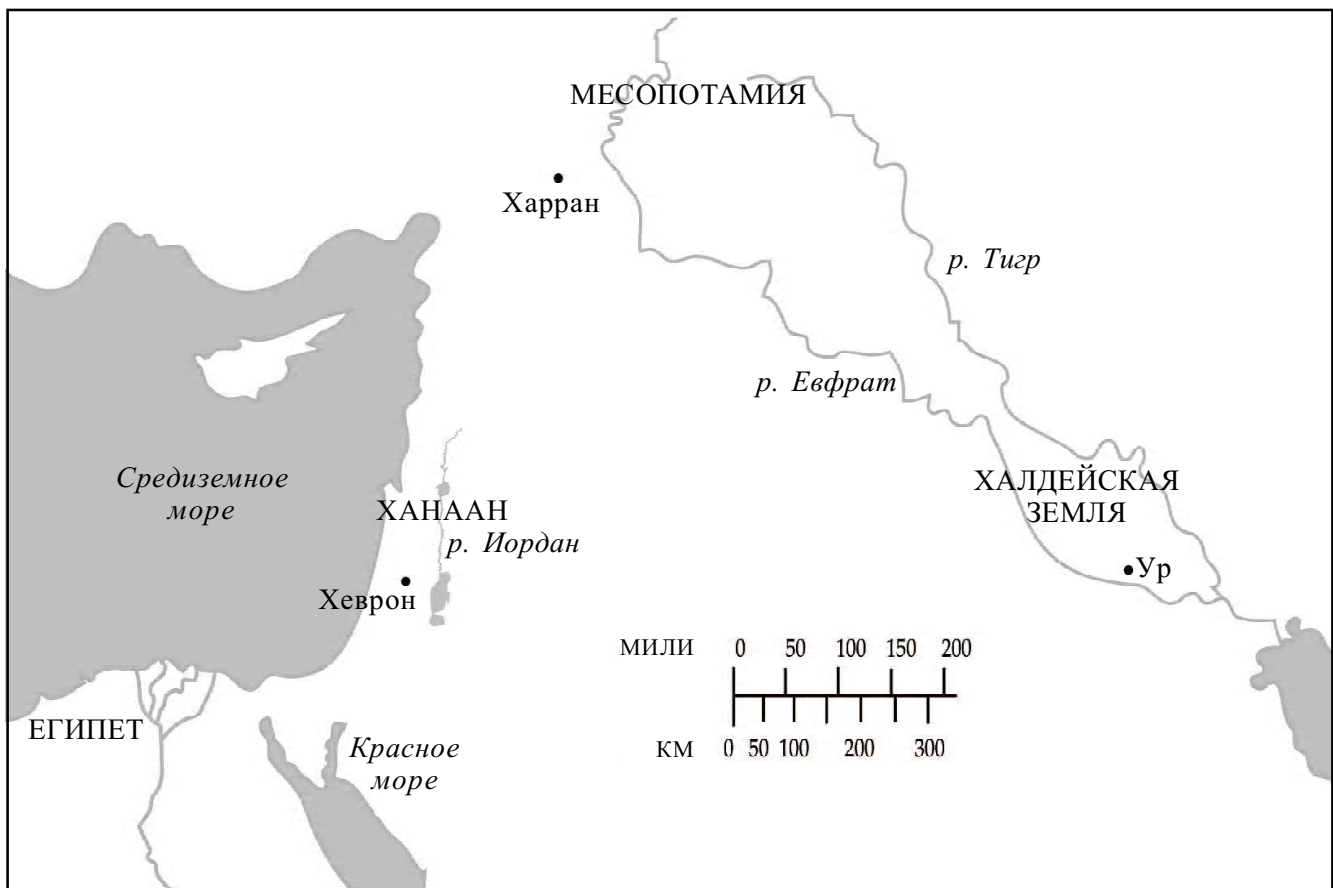 МЕСОПОТАМИЯ
Харран
р. Тигр
р. Евфрат
Средиземное
море
ХАНААН
р. Иордан
Хеврон
ХАЛДЕЙСКАЯ
ЗЕМЛЯ
Ур
МИЛИ 0 50 100 150 200
КМ 0 50 100 200 300
ЕГИПЕТ
Красное
море